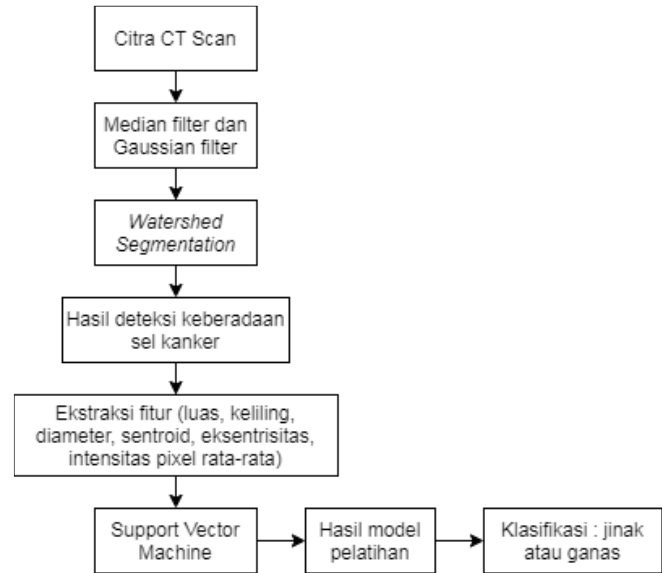 Citra CT Scan
Median filter dan
Gaussian filter
Watershed
Segmentation
Hasil deteksi keberadaan
sel kanker
Ekstraksi fitur (luas, keliling,
diameter, sentroid, eksentrisitas,
intensitas pixel rata-rata)
Support Vector
Machine
Hasil model
pelatihan
Klasifikasi : jinak
atau ganas